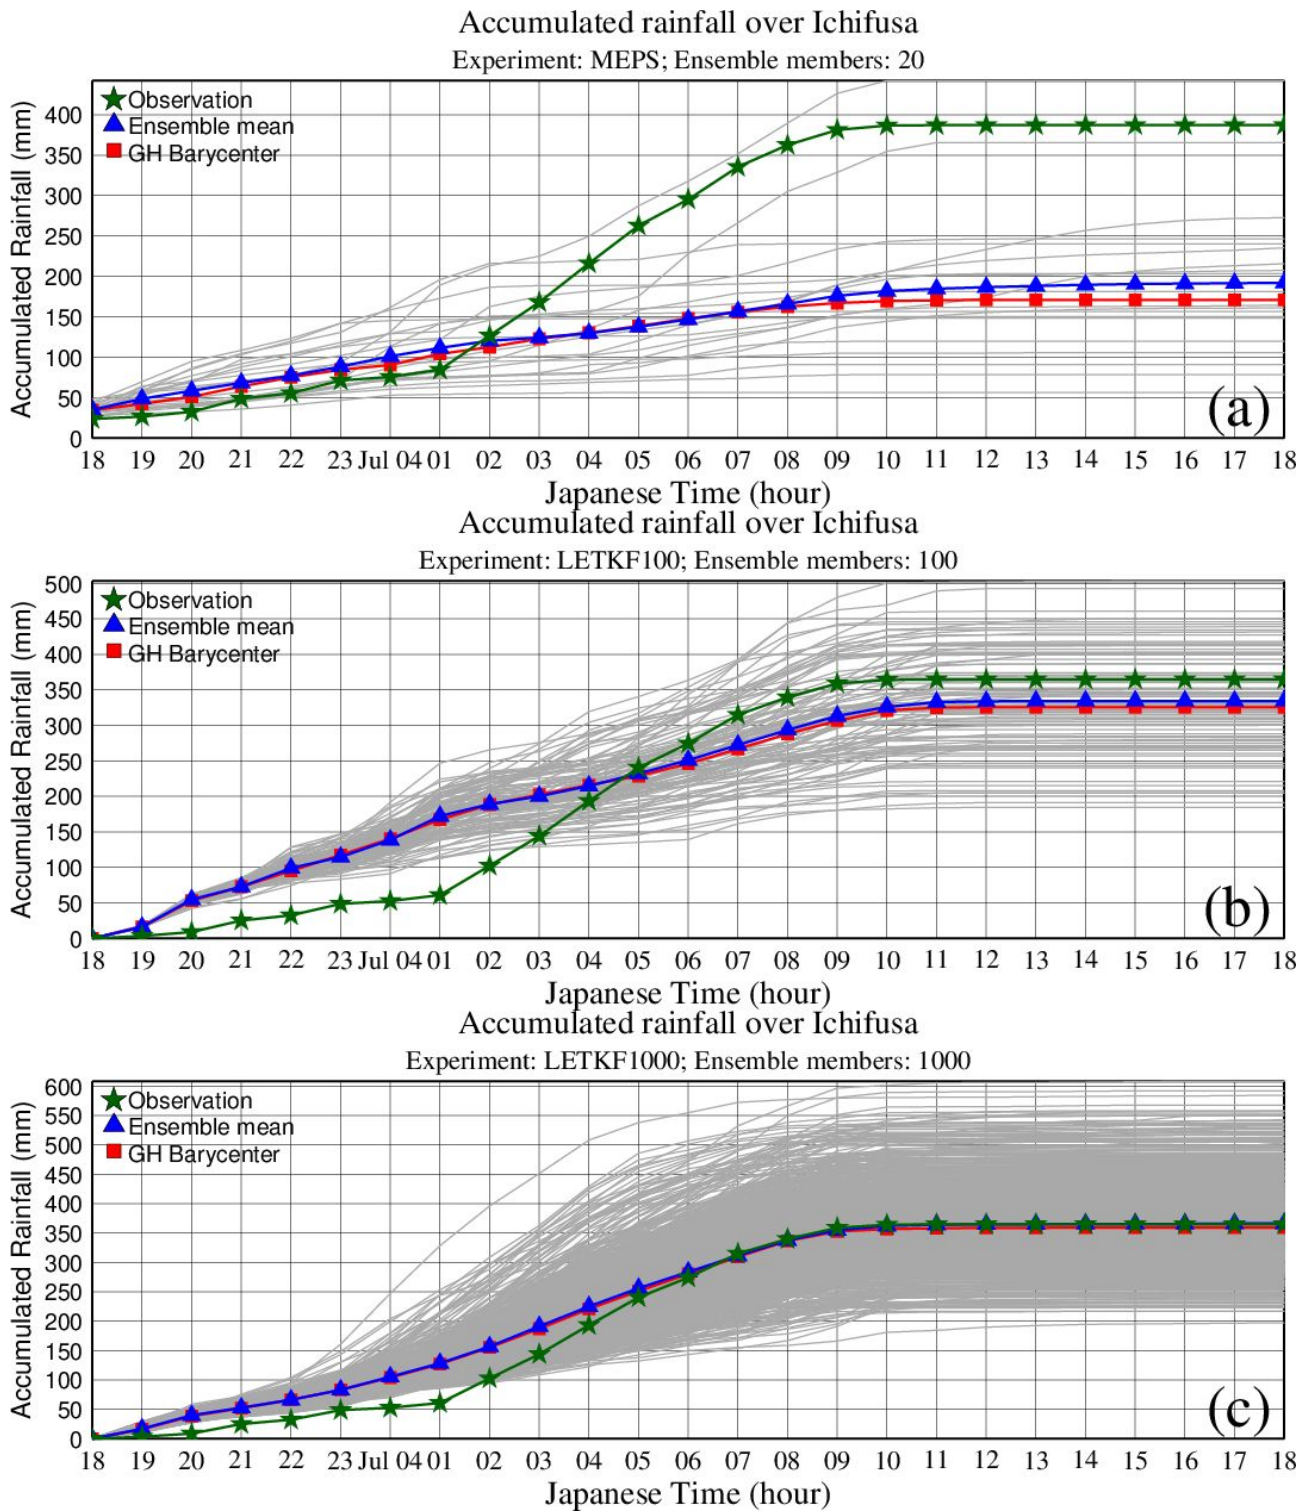 Accumulated rainfall over Ichifusa
Experiment: MEPS; Ensemble members: 20
Accumulated Rainfall (mm)
400
350
300
250
200
150
100
50
0
Observation
Ensemble mean
GH Barycenter
(a)
18 19 20 21 22 23 Jul 04 01 02 03 04 05 06 07 08 09 10 11 12 13 14 15 16 17 18
Japanese Time (hour)
Accumulated rainfall over Ichifusa
Experiment: LETKF100; Ensemble members: 100
Accumulated Rainfall (mm)
500
450
400
350
300
250
200
150
100
50
0
Observation
Ensemble mean
GH Barycenter
(b)
18 19 20 21 22 23 Jul 04 01 02 03 04 05 06 07 08 09 10 11 12 13 14 15 16 17 18
Japanese Time (hour)
Accumulated rainfall over Ichifusa
Experiment: LETKF1000; Ensemble members: 1000
Accumulated Rainfall (mm)
600
550
500
450
400
350
300
250
200
150
100
50
0
Observation
Ensemble mean
GH Barycenter
(c)
18 19 20 21 22 23 Jul 04 01 02 03 04 05 06 07 08 09 10 11 12 13 14 15 16 17 18
Japanese Time (hour)